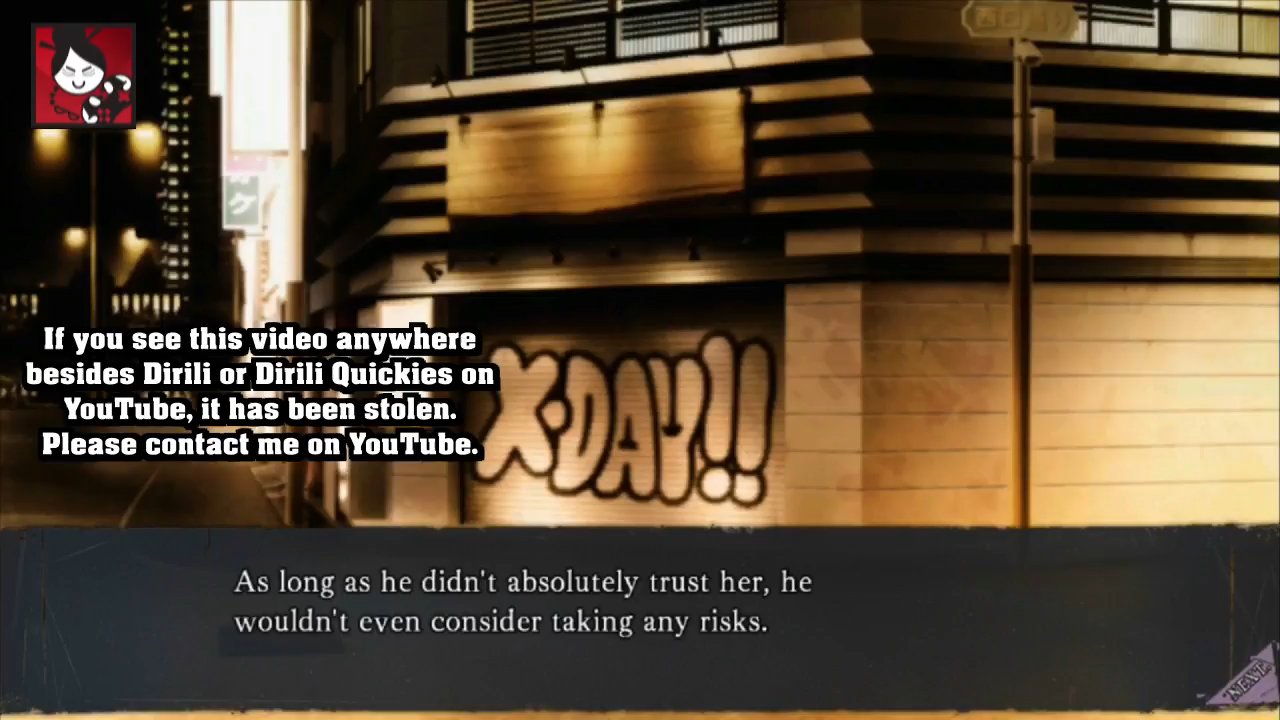 If you see this video anywhere
besides Dirili or Dirili Quickies on
YouTube, it has been stolen.
Please contact me on YouTube.
X·DAY!!
As long as he didn't absolutely trust her, he
wouldn't even consider taking any risks.
NEXT